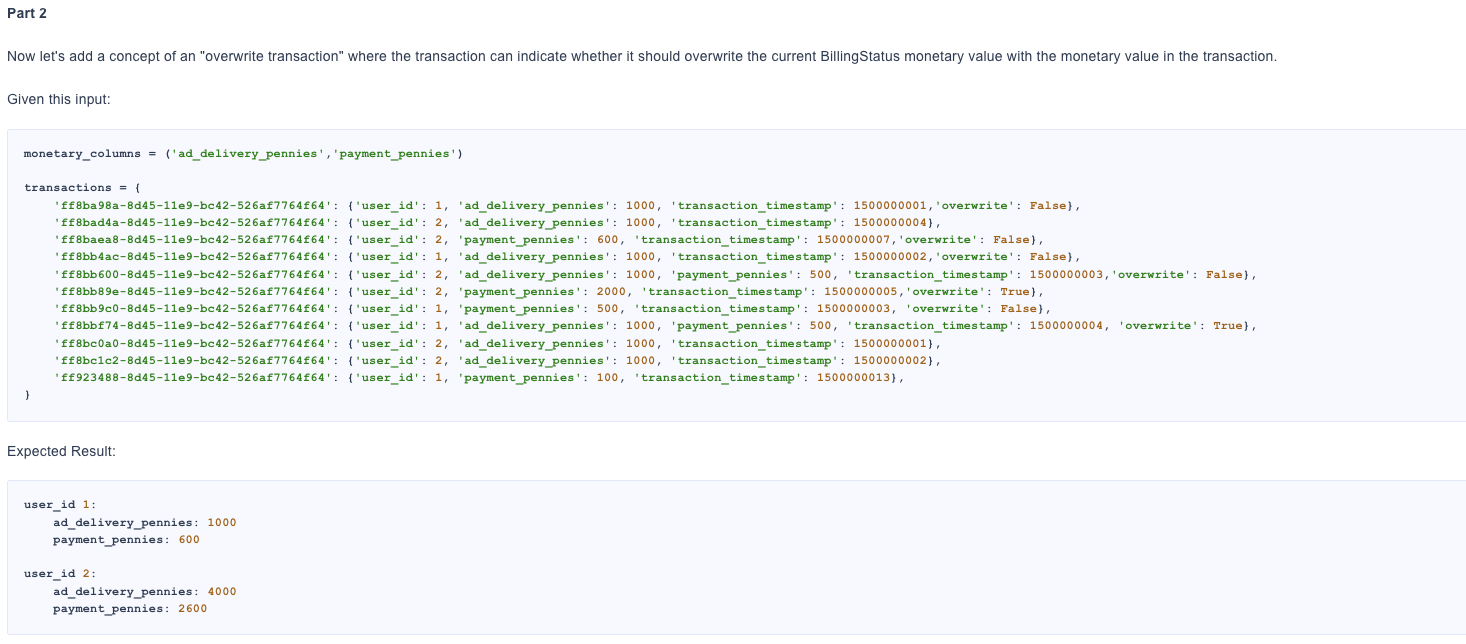 Part 2
Now let's add a concept of an "overwrite transaction" where the transaction can indicate whether it should overwrite the current BillingStatus monetary value with the monetary value in the transaction.
Given this input:
monetary_columns = ('ad_delivery_pennies','payment_pennies')
transactions = {
    'ff8ba98a-8d45-11e9-bc42-526af7764f64': {'user_id': 1, 'ad_delivery_pennies': 1000, 'transaction_timestamp': 1500000001,'overwrite': False},
    'ff8bad4a-8d45-11e9-bc42-526af7764f64': {'user_id': 2, 'ad_delivery_pennies': 1000, 'transaction_timestamp': 1500000004},
    'ff8baea8-8d45-11e9-bc42-526af7764f64': {'user_id': 2, 'payment_pennies': 600, 'transaction_timestamp': 1500000007,'overwrite': False},
    'ff8bb4ac-8d45-11e9-bc42-526af7764f64': {'user_id': 1, 'ad_delivery_pennies': 1000, 'transaction_timestamp': 1500000002,'overwrite': False},
    'ff8bb600-8d45-11e9-bc42-526af7764f64': {'user_id': 2, 'ad_delivery_pennies': 1000, 'payment_pennies': 500, 'transaction_timestamp': 1500000003,'overwrite': False},
    'ff8bb89e-8d45-11e9-bc42-526af7764f64': {'user_id': 2, 'payment_pennies': 2000, 'transaction_timestamp': 1500000005,'overwrite': True},
    'ff8bb9c0-8d45-11e9-bc42-526af7764f64': {'user_id': 1, 'payment_pennies': 500, 'transaction_timestamp': 1500000003, 'overwrite': False},
    'ff8bbf74-8d45-11e9-bc42-526af7764f64': {'user_id': 1, 'ad_delivery_pennies': 1000, 'payment_pennies': 500, 'transaction_timestamp': 1500000004, 'overwrite': True},
    'ff8bc0a0-8d45-11e9-bc42-526af7764f64': {'user_id': 2, 'ad_delivery_pennies': 1000, 'transaction_timestamp': 1500000001},
    'ff8bc1c2-8d45-11e9-bc42-526af7764f64': {'user_id': 2, 'ad_delivery_pennies': 1000, 'transaction_timestamp': 1500000002},
    'ff923488-8d45-11e9-bc42-526af7764f64': {'user_id': 1, 'payment_pennies': 100, 'transaction_timestamp': 1500000013},
}
Expected Result:
user_id 1:
    ad_delivery_pennies: 1000
    payment_pennies: 600
user_id 2:
    ad_delivery_pennies: 4000
    payment_pennies: 2600